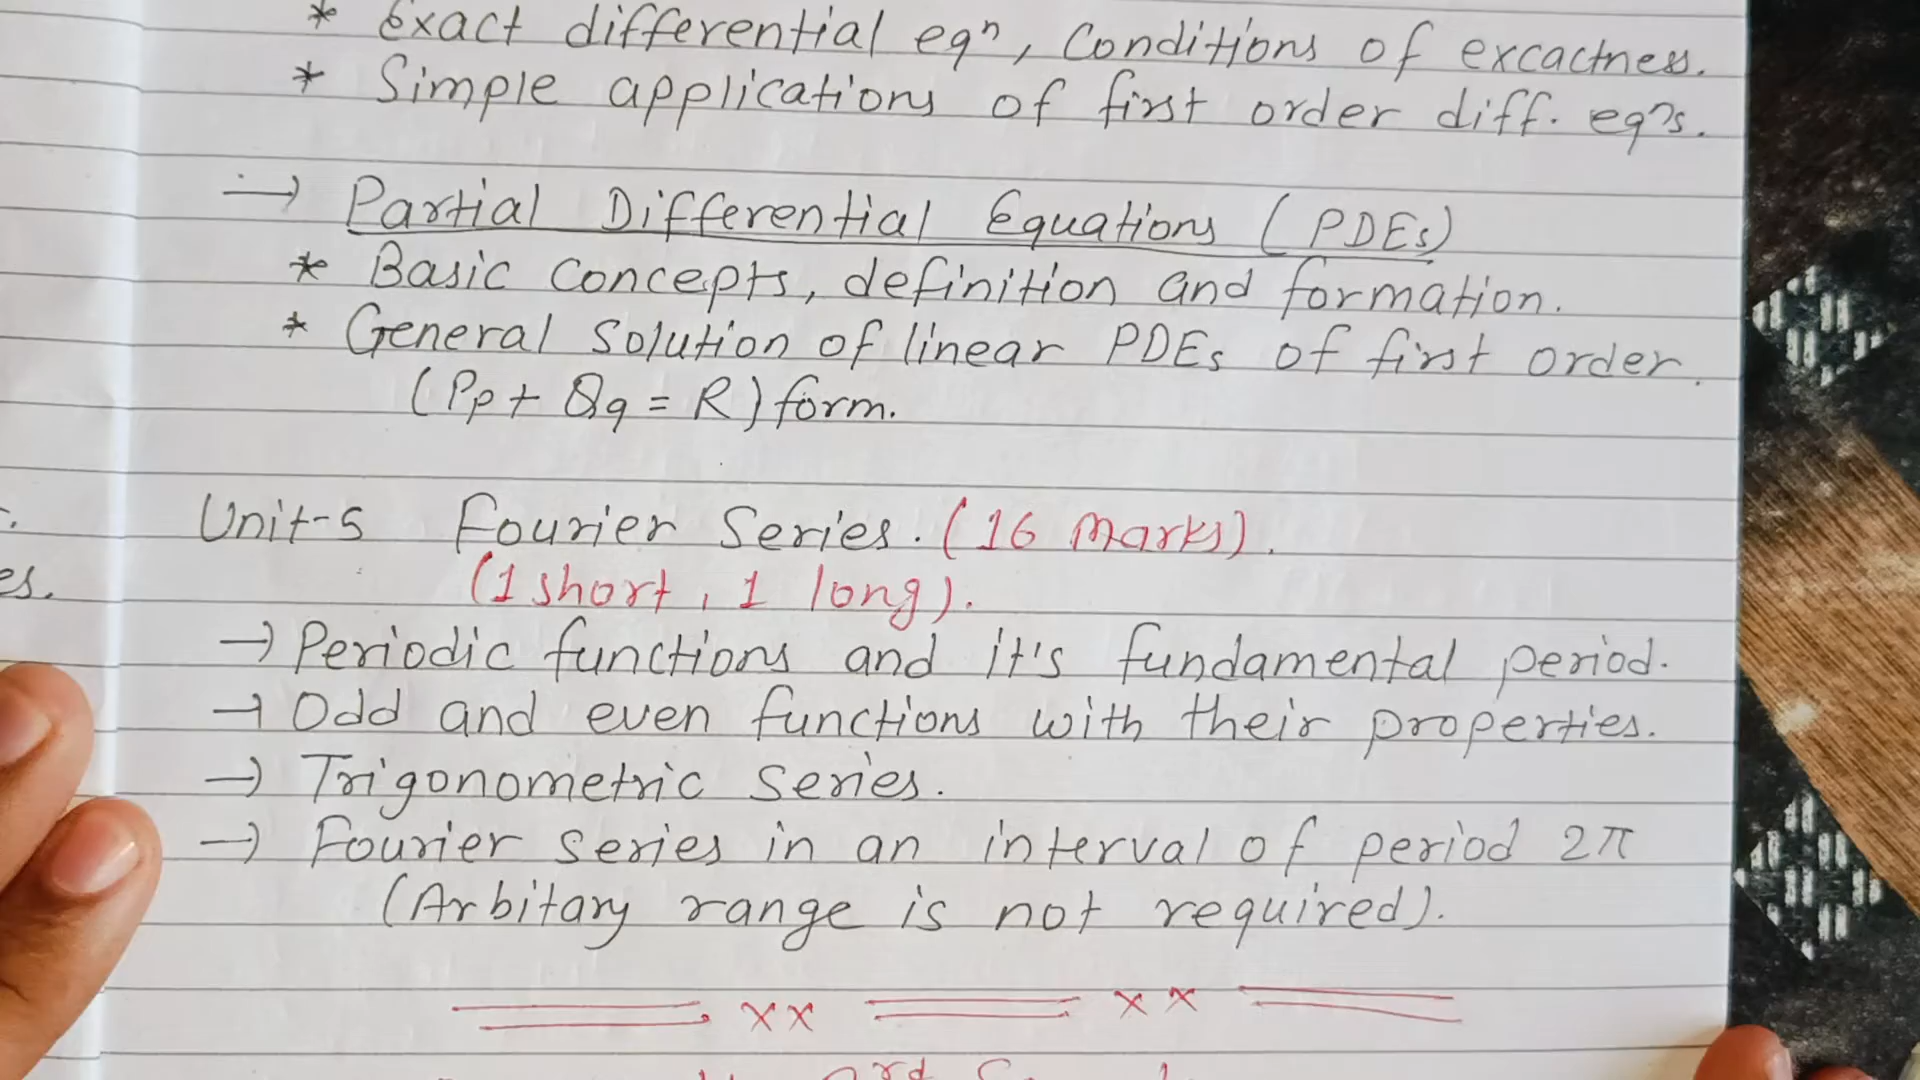 * Exact differential eqⁿ, Conditions of excactness.
* Simple applications of first order diff. eqⁿs.
→ Partial Differential Equations (PDEs)
* Basic Concepts, definition and formation.
* General Solution of linear PDEs of first order.
(Pp + Qq = R) form.
Unit-5 Fourier Series. (16 Marks).
(1 short, 1 long).
es.
→ Periodic functions and it's fundamental period.
→ Odd and even functions with their properties.
→ Trigonometric Series.
→ Fourier Series in an interval of period 2π
(Arbitary range is not required).
xx xx